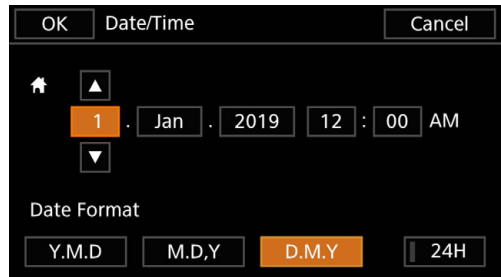 OK Date/Time Cancel
1 . Jan . 2019 12 : 00 AM
Date Format
Y.M.D M.D,Y D.M.Y 24H